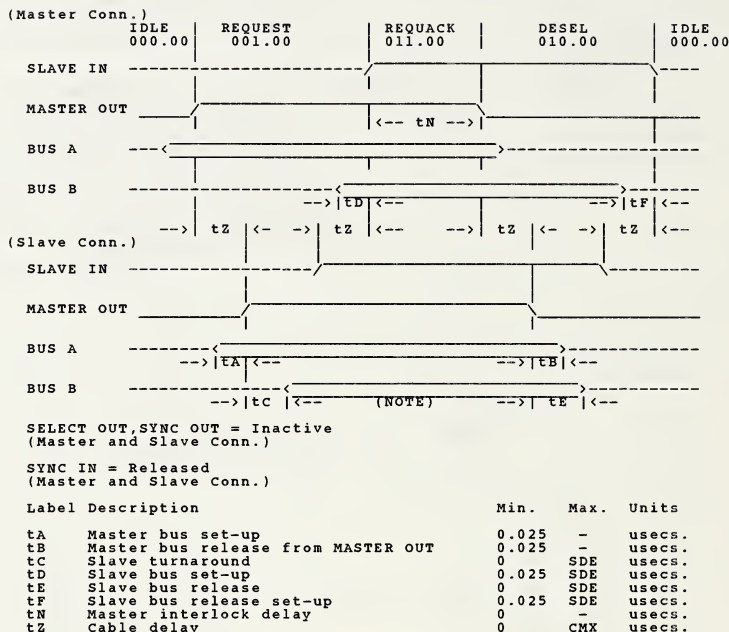 (Master Conn.)
IDLE REQUEST REQUACK DESEL IDLE
000.00 001.00 011.00 010.00 000.00
SLAVE IN
MASTER OUT
<-- tN -->
BUS A
BUS B
-->|tD|<-- -->|tF|<--
-->| tZ |<- ->| tZ |<-- -->| tZ |<- ->| tZ |<--
(Slave Conn.)
SLAVE IN
MASTER OUT
BUS A
-->|tA|<-- -->|tB|<--
BUS B
-->|tC |<-- (NOTE) -->| tE |<--
SELECT OUT,SYNC OUT = Inactive
(Master and Slave Conn.)
SYNC IN = Released
(Master and Slave Conn.)
Label Description Min. Max. Units
tA Master bus set-up 0.025 - usecs.
tB Master bus release from MASTER OUT 0.025 - usecs.
tC Slave turnaround 0 SDE usecs.
tD Slave bus set-up 0.025 SDE usecs.
tE Slave bus release 0 SDE usecs.
tF Slave bus release set-up 0.025 SDE usecs.
tN Master interlock delay 0 - usecs.
tZ Cable delay 0 CMX usecs.